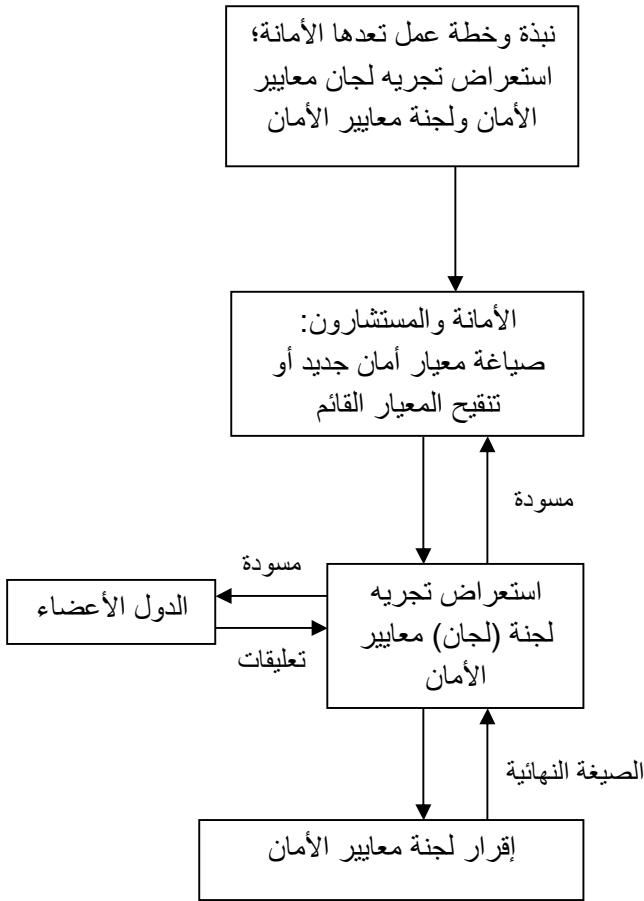 نبذة وخطة عمل تعدها الأمانة؛
استعراض تجريه لجان معايير
الأمان ولجنة معايير الأمان
الأمانة والمستشارون:
صياغة معيار أمان جديد أو
تنقيح المعيار القائم
مسودة
استعراض تجريه
لجنة (لجان) معايير
الأمان
مسودة
الدول الأعضاء
تعليقات
الصيغة النهائية
إقرار لجنة معايير الأمان